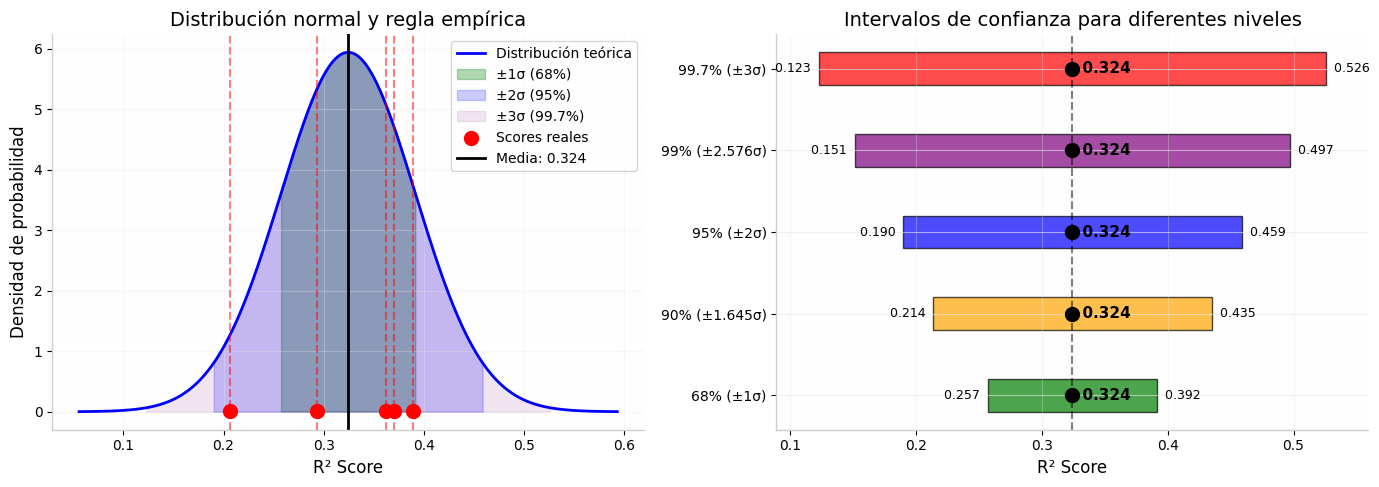 Distribución normal y regla empírica
Densidad de probabilidad
6
5
4
3
2
1
0
Distribución teórica
±1σ (68%)
±2σ (95%)
±3σ (99.7%)
Scores reales
Media: 0.324
0.1 0.2 0.3 0.4 0.5 0.6
R² Score
Intervalos de confianza para diferentes niveles
99.7% (±3σ) 0.123 0.324 0.526
99% (±2.576σ) 0.151 0.324 0.497
95% (±2σ) 0.190 0.324 0.459
90% (±1.645σ) 0.214 0.324 0.435
68% (±1σ) 0.257 0.324 0.392
0.1 0.2 0.3 0.4 0.5
R² Score